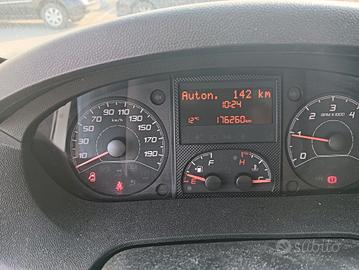 Auton. 142 km
10:24
12°C 176260km
km/h
10 30 50 70 90 110 130 150 170 190
F
E
H
C
RPM x 1000
0 1 2 3 4
subito